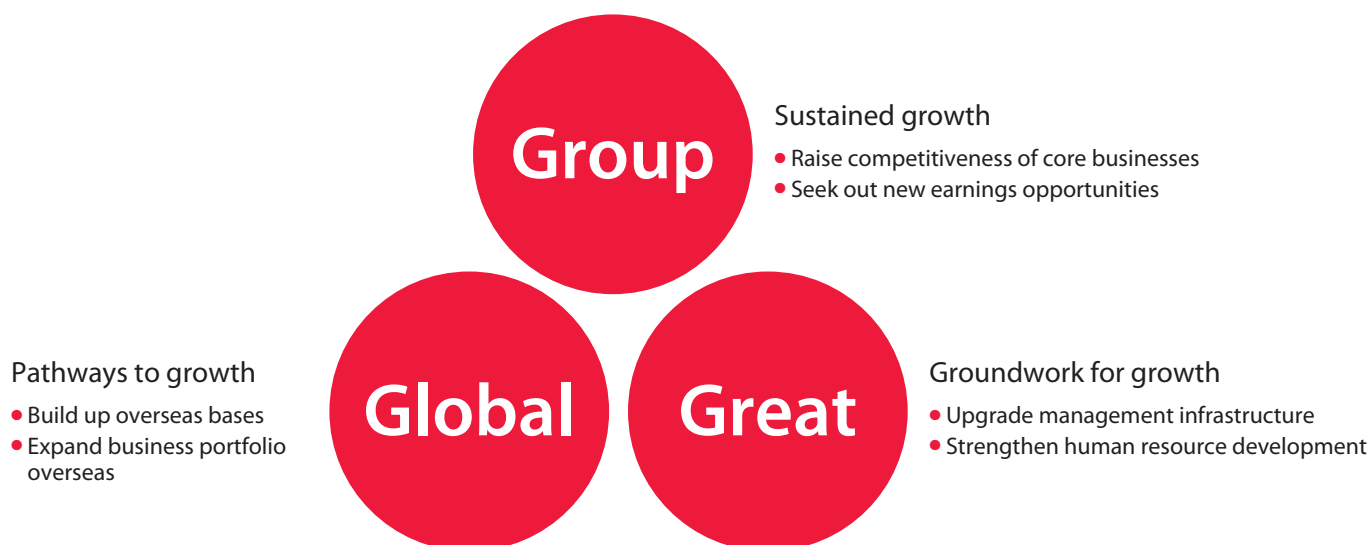 Group
Sustained growth
• Raise competitiveness of core businesses
• Seek out new earnings opportunities
Global
Pathways to growth
• Build up overseas bases
• Expand business portfolio
overseas
Great
Groundwork for growth
• Upgrade management infrastructure
• Strengthen human resource development